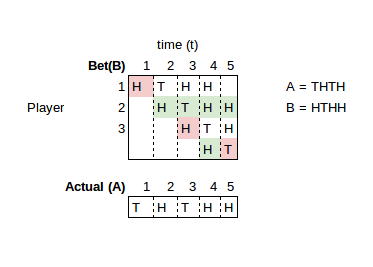 time (t)
Bet(B) 1 2 3 4 5
1 H T H H A = THTH
Player 2 H T H H B = HTHH
3 H T H
H T
Actual (A) 1 2 3 4 5
T H T H H